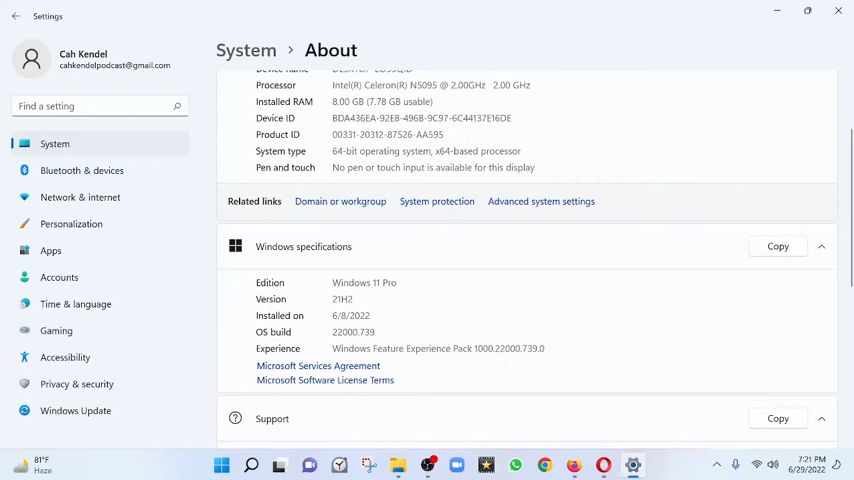 Settings
Cah Kendel
cahkendelpodcast@gmail.com
Find a setting
System
Bluetooth & devices
Network & internet
Personalization
Apps
Accounts
Time & language
Gaming
Accessibility
Privacy & security
Windows Update
System > About
Processor Intel(R) Celeron(R) N5095 @ 2.00GHz 2.00 GHz
Installed RAM 8.00 GB (7.78 GB usable)
Device ID BDA436EA-92E8-496B-9C97-6C44137E16DE
Product ID 00331-20312-87526-AA595
System type 64-bit operating system, x64-based processor
Pen and touch No pen or touch input is available for this display
Related links Domain or workgroup System protection Advanced system settings
Windows specifications Copy
Edition Windows 11 Pro
Version 21H2
Installed on 6/8/2022
OS build 22000.739
Experience Windows Feature Experience Pack 1000.22000.739.0
Microsoft Services Agreement
Microsoft Software License Terms
Support Copy
81°F
Haze
7:21 PM
6/29/2022